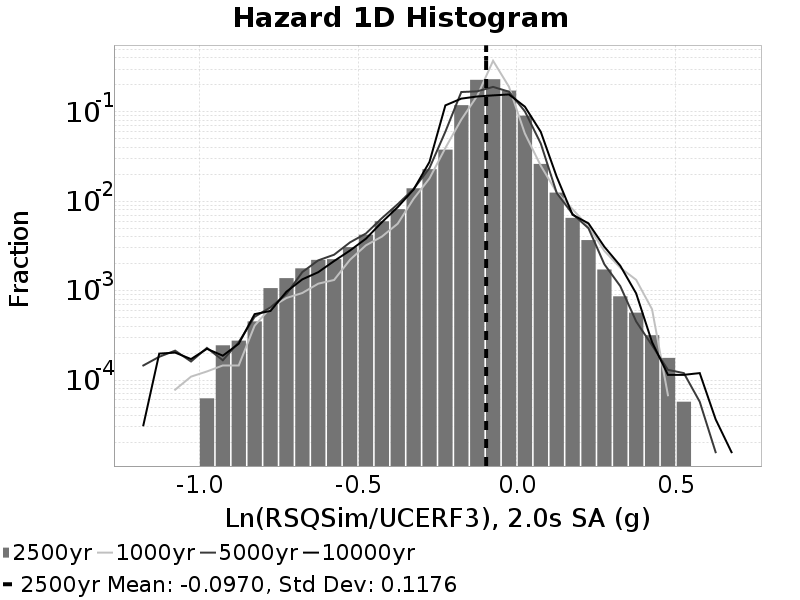 Hazard 1D Histogram
Fraction
10-1
10-2
10-3
10-4
-1.0 -0.5 0.0 0.5
Ln(RSQSim/UCERF3), 2.0s SA (g)
2500yr 1000yr 5000yr 10000yr
2500yr Mean: -0.0970, Std Dev: 0.1176